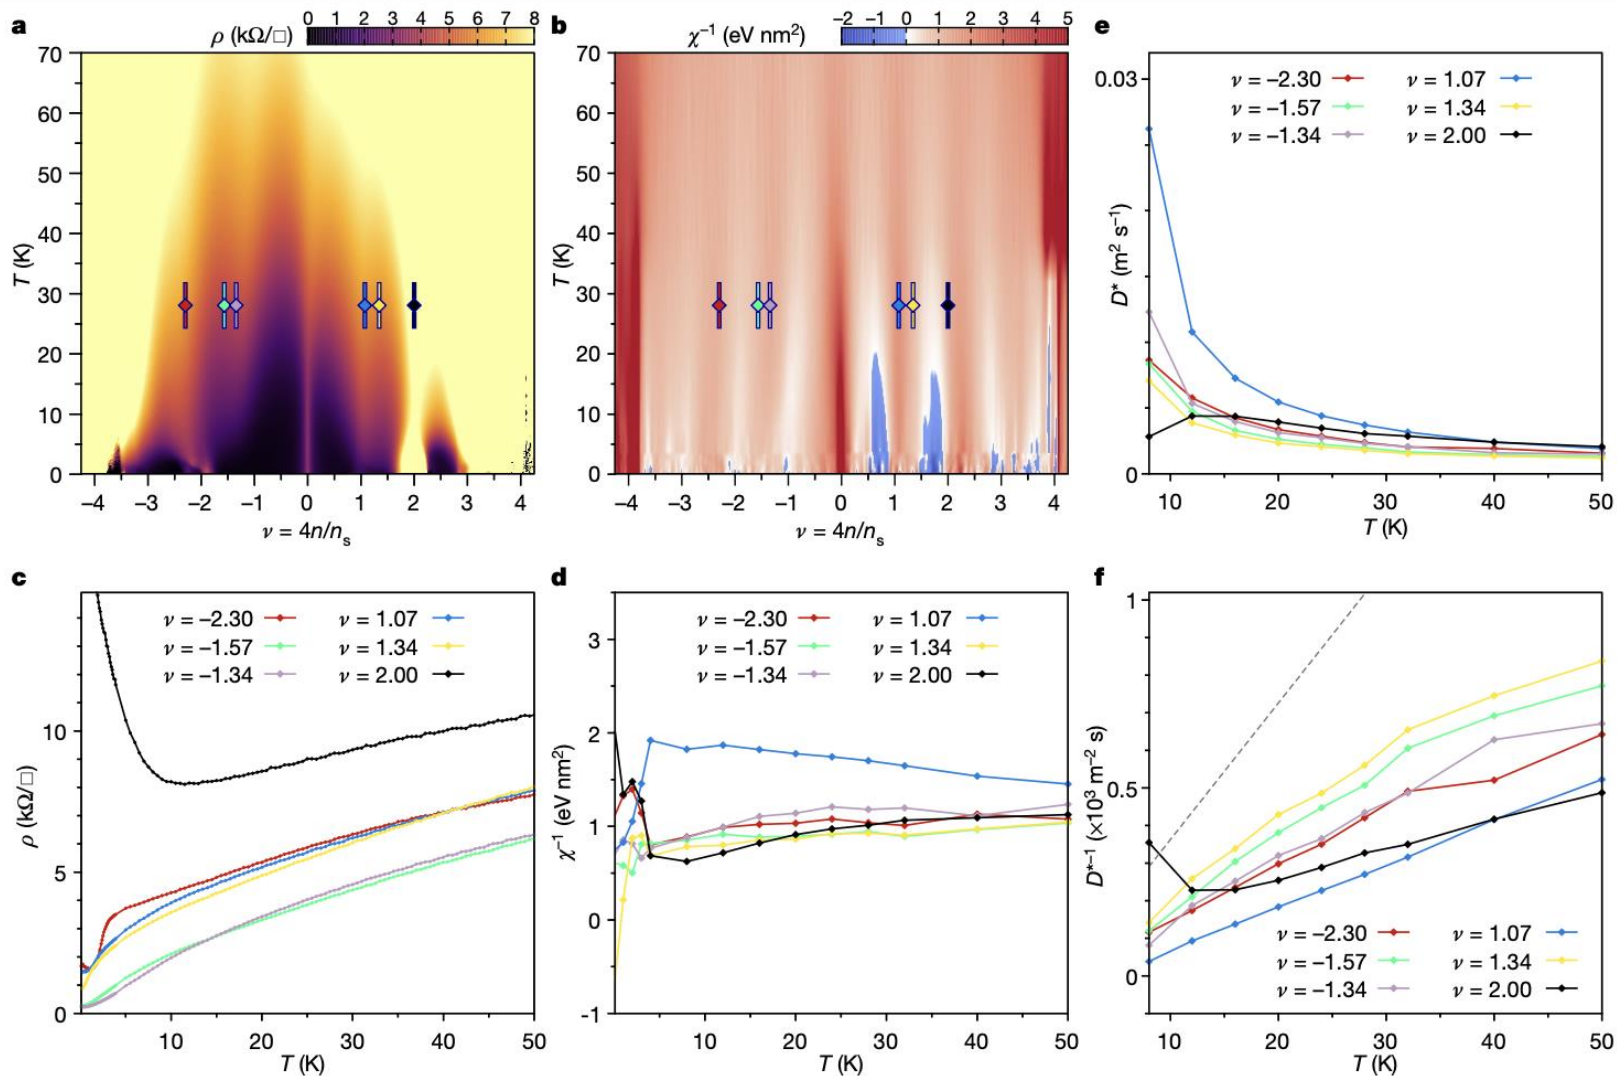 a
ρ (kΩ/□)
0 1 2 3 4 5 6 7 8
70
60
50
40
30
20
10
0
T (K)
−4 −3 −2 −1 0 1 2 3 4
ν = 4n/nₛ
b
χ⁻¹ (eV nm²)
−2 −1 0 1 2 3 4 5
70
60
50
40
30
20
10
0
T (K)
−4 −3 −2 −1 0 1 2 3 4
ν = 4n/nₛ
e
0.03
0
D* (m² s⁻¹)
ν = −2.30 ν = 1.07
ν = −1.57 ν = 1.34
ν = −1.34 ν = 2.00
10 20 30 40 50
T (K)
c
10
5
0
ρ (kΩ/□)
ν = −2.30 ν = 1.07
ν = −1.57 ν = 1.34
ν = −1.34 ν = 2.00
10 20 30 40 50
T (K)
d
3
2
1
0
-1
χ⁻¹ (eV nm²)
ν = −2.30 ν = 1.07
ν = −1.57 ν = 1.34
ν = −1.34 ν = 2.00
10 20 30 40 50
T (K)
f
1
0.5
0
D*⁻¹ (×10³ m⁻² s)
ν = −2.30 ν = 1.07
ν = −1.57 ν = 1.34
ν = −1.34 ν = 2.00
10 20 30 40 50
T (K)